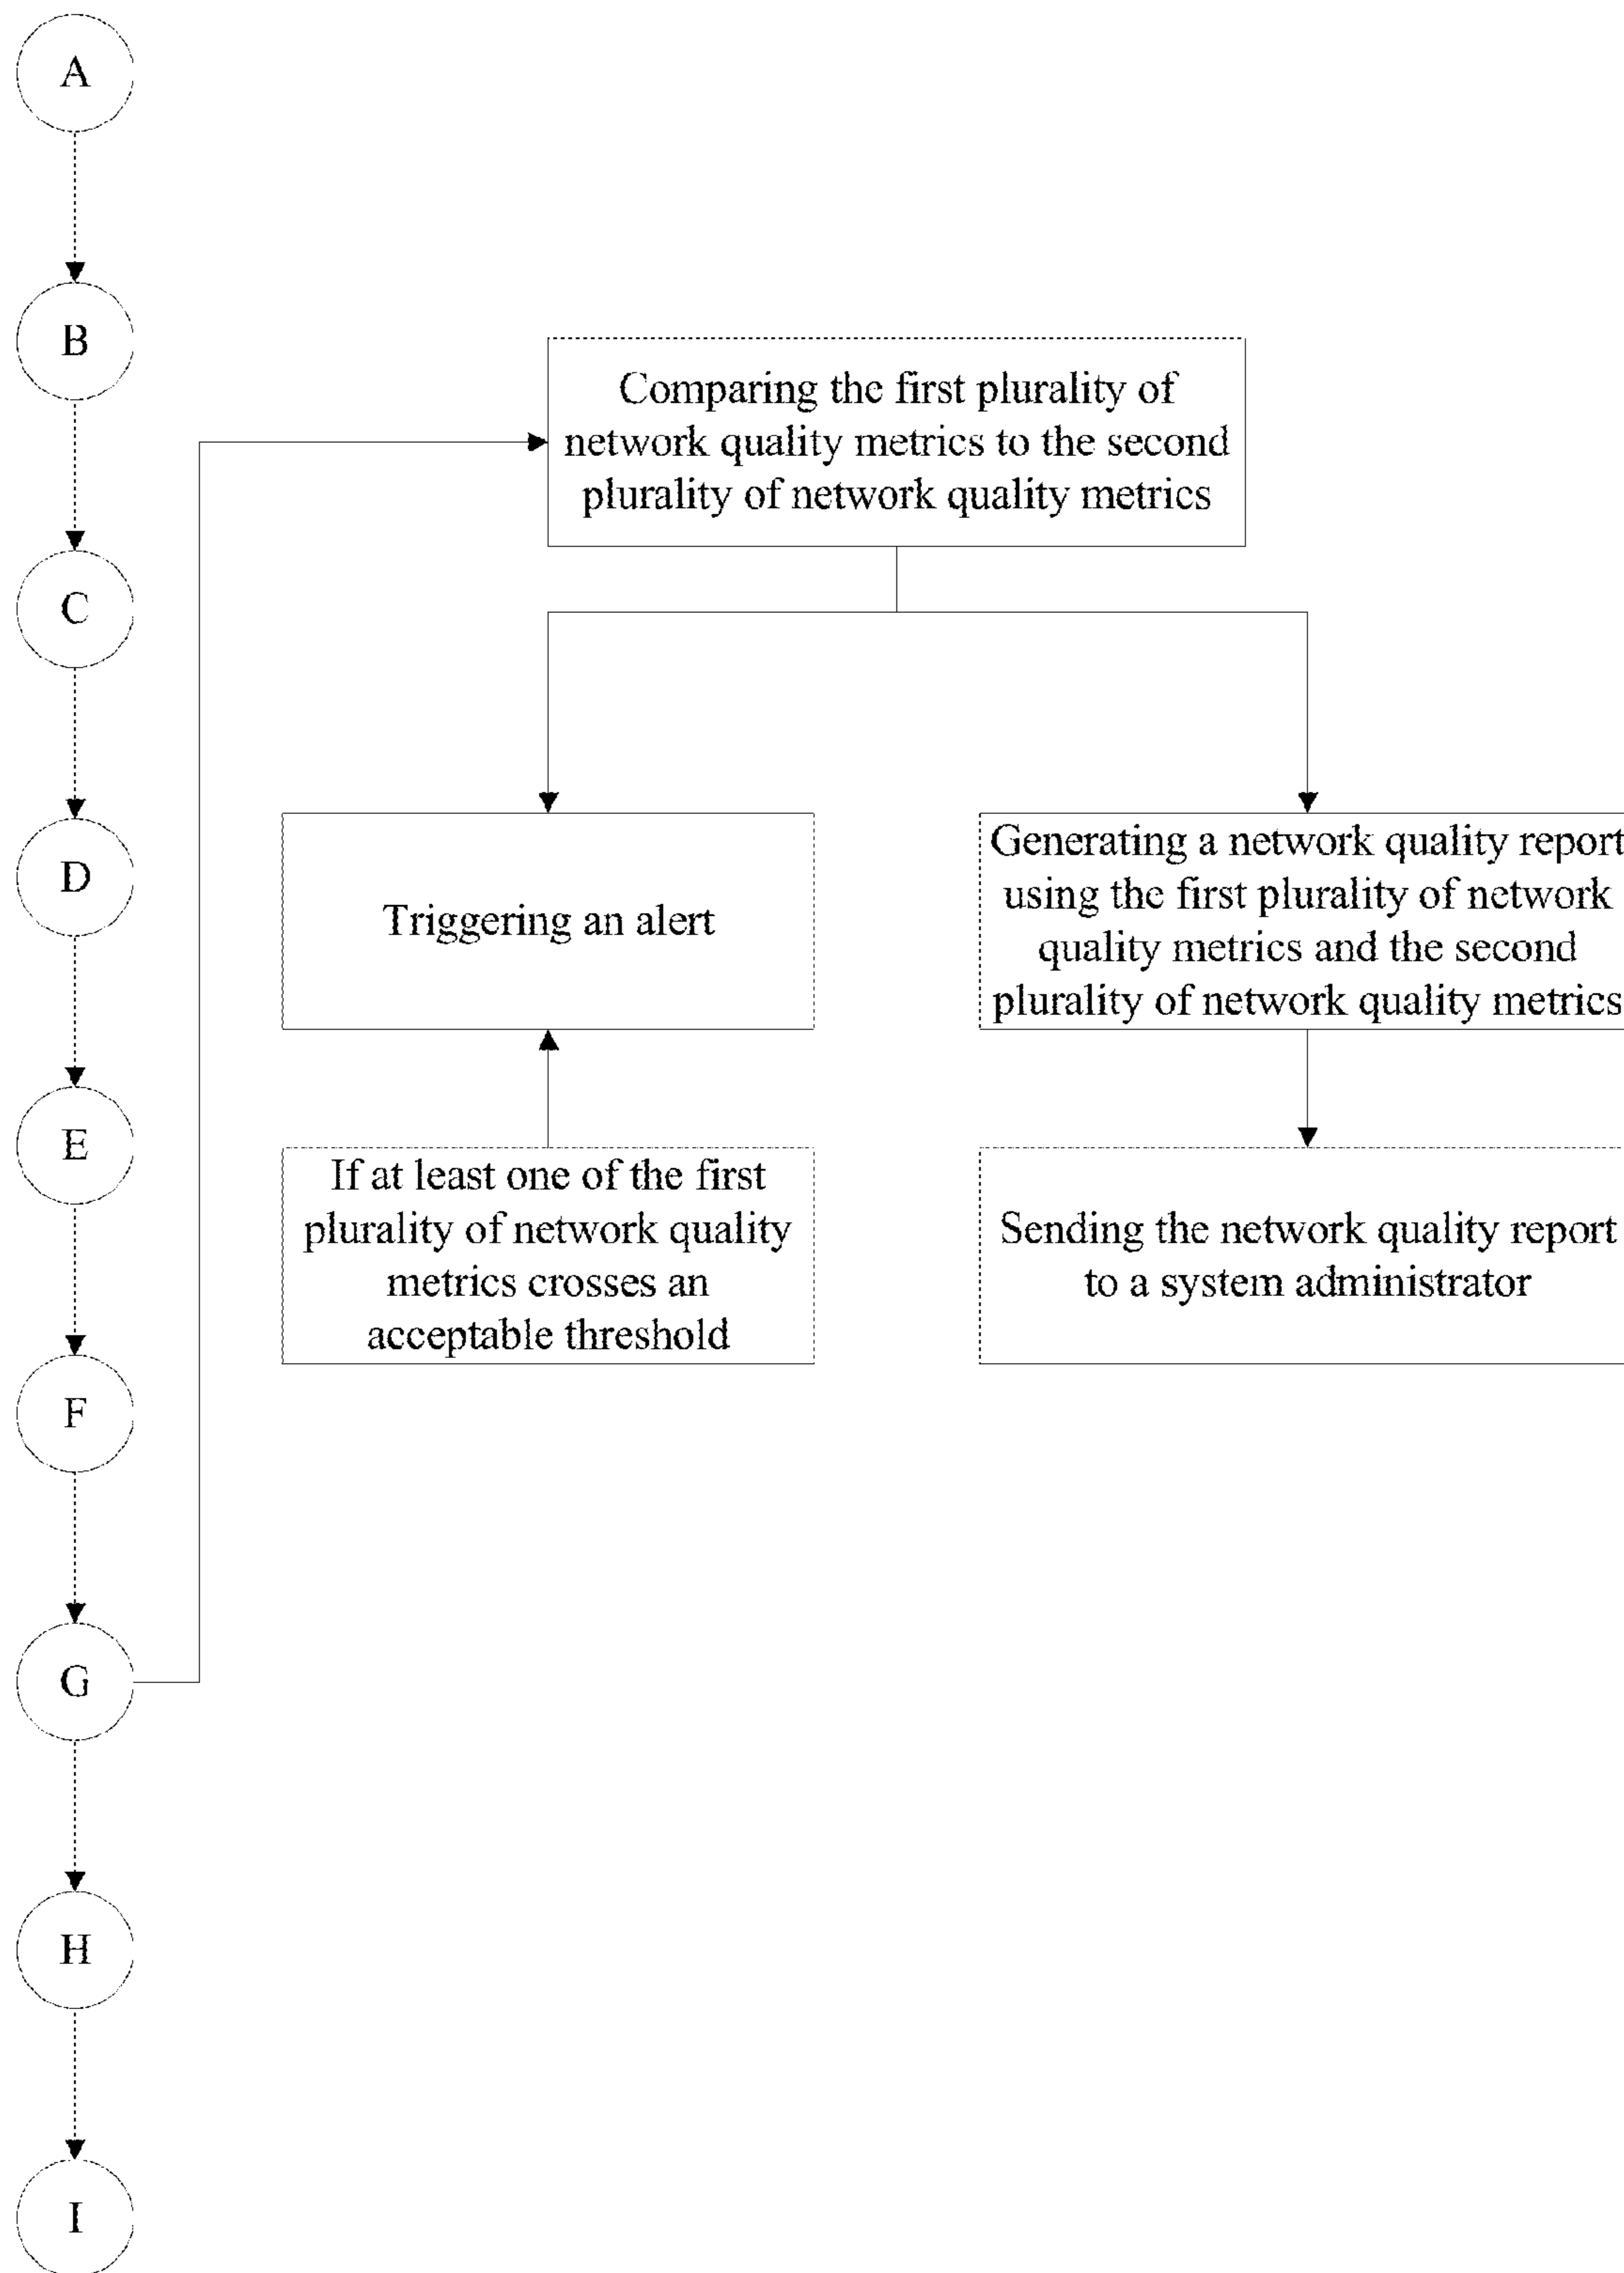 A
B
C
D
E
F
G
H
I
Comparing the first plurality of
network quality metrics to the second
plurality of network quality metrics
Triggering an alert
If at least one of the first
plurality of network quality
metrics crosses an
acceptable threshold
Generating a network quality report
using the first plurality of network
quality metrics and the second
plurality of network quality metrics
Sending the network quality report
to a system administrator